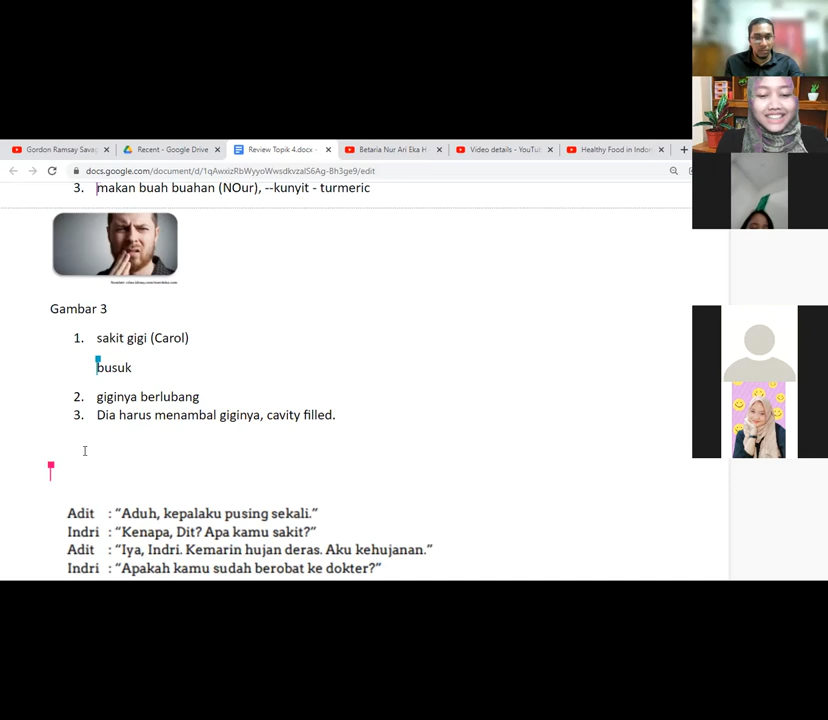 Gordon Ramsay Sava
Recent - Google Drive
Review Topik 4.docx -
Betaria Nur Ari Eka H
Video details - YouTu
Healthy Food in Indon
docs.google.com/document/d/1qAwxizRbWyyoWwsdkvzaIS6Ag-Bh3ge9/edit
3. makan buah buahan (NOur), --kunyit - turmeric
Gambar 3
1. sakit gigi (Carol)
busuk
2. giginya berlubang
3. Dia harus menambal giginya, cavity filled.
Adit : “Aduh, kepalaku pusing sekali.”
Indri : “Kenapa, Dit? Apa kamu sakit?”
Adit : “Iya, Indri. Kemarin hujan deras. Aku kehujanan.”
Indri : “Apakah kamu sudah berobat ke dokter?”